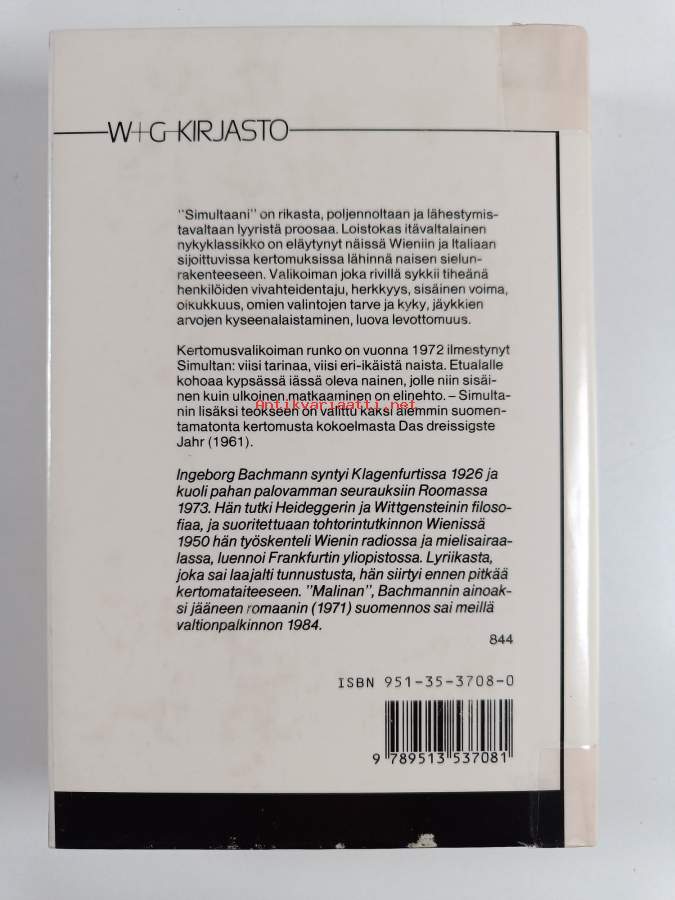 W+G KIRJASTO
"Simultaani" on rikasta, poljennoltaan ja lähestymis-
tavaltaan lyyristä proosaa. Loistokas itävaltalainen
nykyklassikko on eläytynyt näissä Wieniin ja Italiaan
sijoittuvissa kertomuksissa lähinnä naisen sielun-
rakenteeseen. Valikoiman joka rivillä sykkii tiheänä
henkilöiden vivahteidentaju, herkkyys, sisäinen voima,
oikukkuus, omien valintojen tarve ja kyky, jäykkien
arvojen kyseenalaistaminen, luova levottomuus.
Kertomusvalikoiman runko on vuonna 1972 ilmestynyt
Simultan: viisi tarinaa, viisi eri-ikäistä naista. Etualalle
kohoaa kypsässä iässä oleva nainen, jolle niin sisäi-
nen kuin ulkoinen matkaaminen on elinehto. – Simulta-
nin lisäksi teokseen on valittu kaksi aiemmin suomen-
Antikvariaatti.net
tamatonta kertomusta kokoelmasta Das dreissigste
Jahr (1961).
Ingeborg Bachmann syntyi Klagenfurtissa 1926 ja
kuoli pahan palovamman seurauksiin Roomassa
1973. Hän tutki Heideggerin ja Wittgensteinin filoso-
fiaa, ja suoritettuaan tohtorintutkinnon Wienissä
1950 hän työskenteli Wienin radiossa ja mielisairaa-
lassa, luennoi Frankfurtin yliopistossa. Lyriikasta,
joka sai laajalti tunnustusta, hän siirtyi ennen pitkää
kertomataiteeseen. "Malinan", Bachmannin ainoak-
si jääneen romaanin (1971) suomennos sai meillä
valtionpalkinnon 1984.
844
ISBN 951-35-3708-0
9 789513 537081